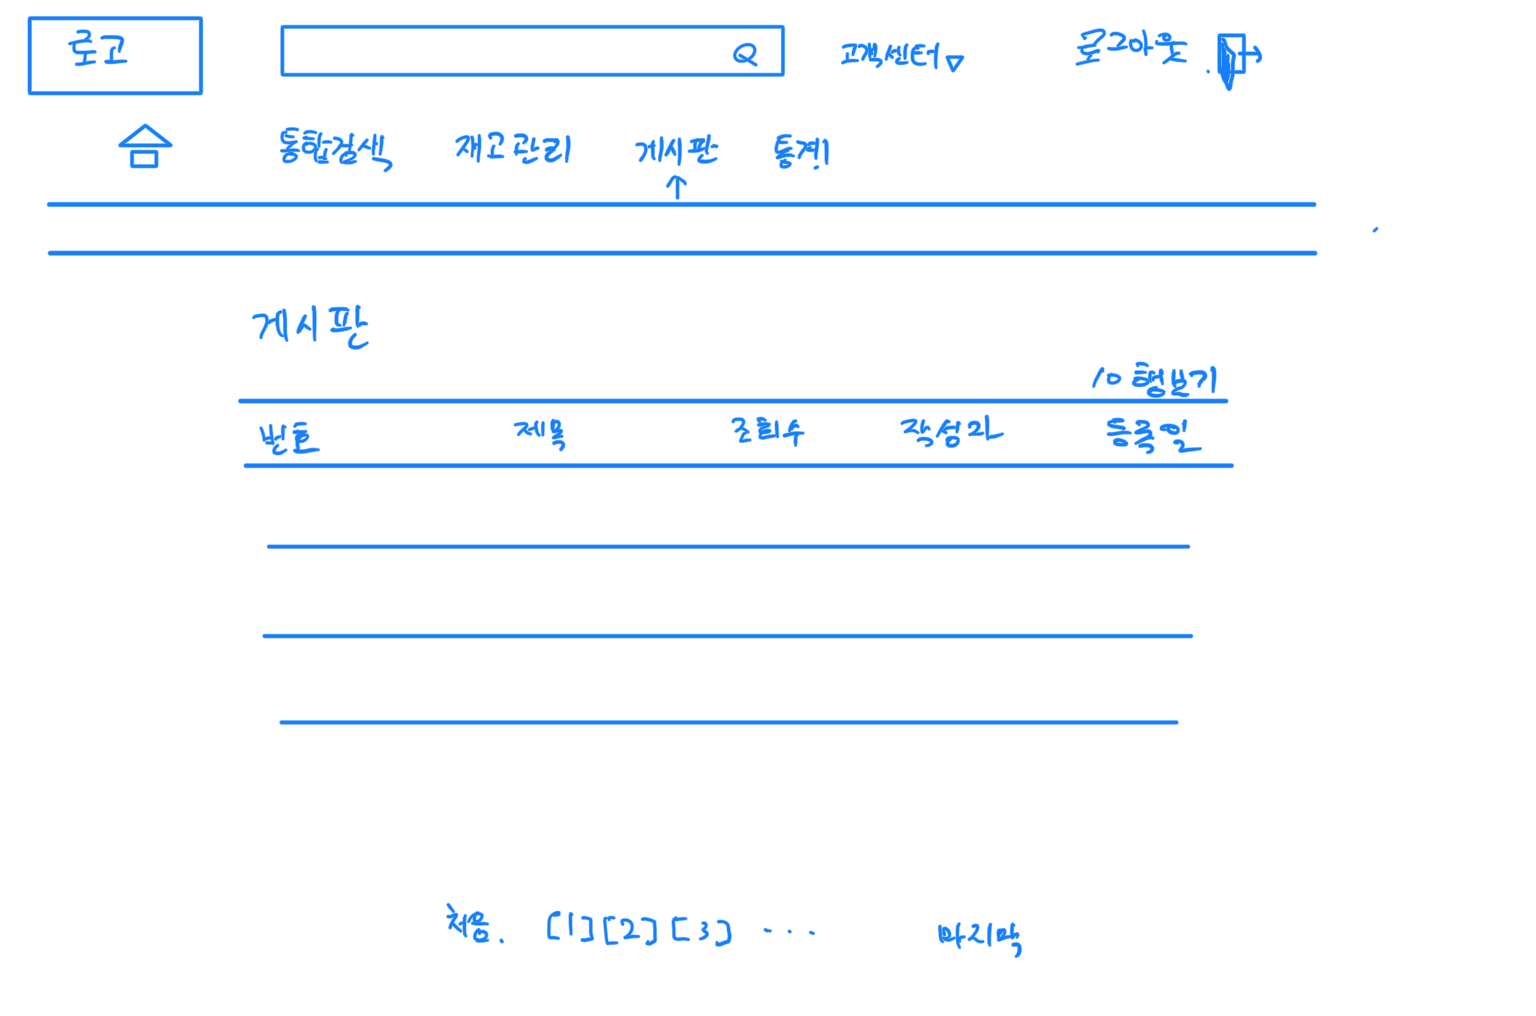 로고
고객센터 ▽ 로그아웃
통합검색 재고관리 게시판 통계
↑
게시판
10 행보기
번호 제목 조회수 작성자 등록일
처음. [1] [2] [3] ... 마지막